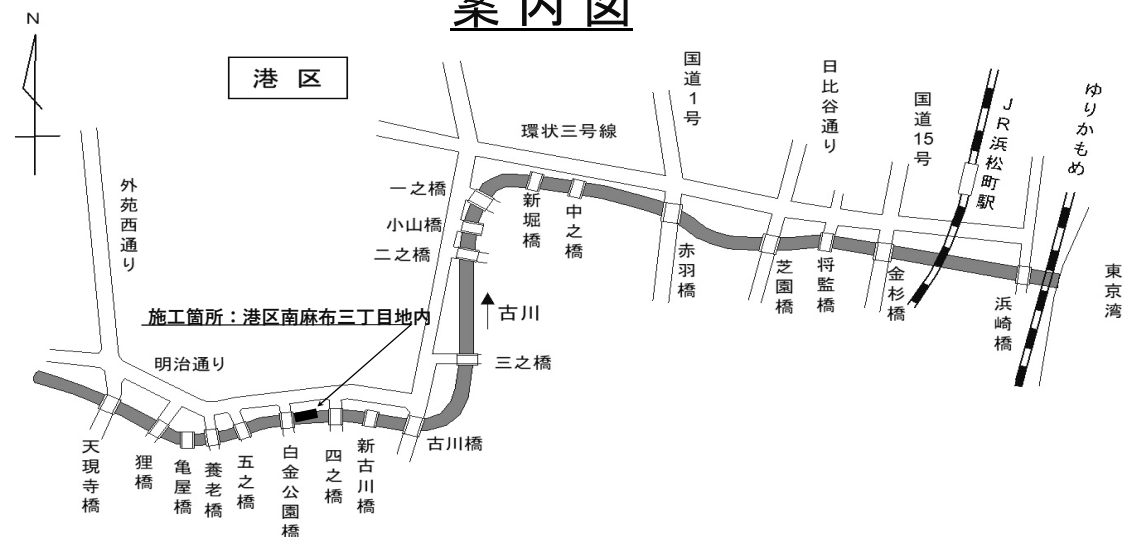 案内図
N
港区
国道1号
日比谷通り
国道15号
JR浜松町駅
ゆりかもめ
環状三号線
外苑西通り
一之橋
小山橋
二之橋
新堀橋
中之橋
赤羽橋
芝園橋
将監橋
金杉橋
浜崎橋
東京湾
施工箇所：港区南麻布三丁目地内
古川
明治通り
三之橋
古川橋
天現寺橋
狸橋
亀屋橋
養老橋
五之橋
白金公園橋
四之橋
新古川橋